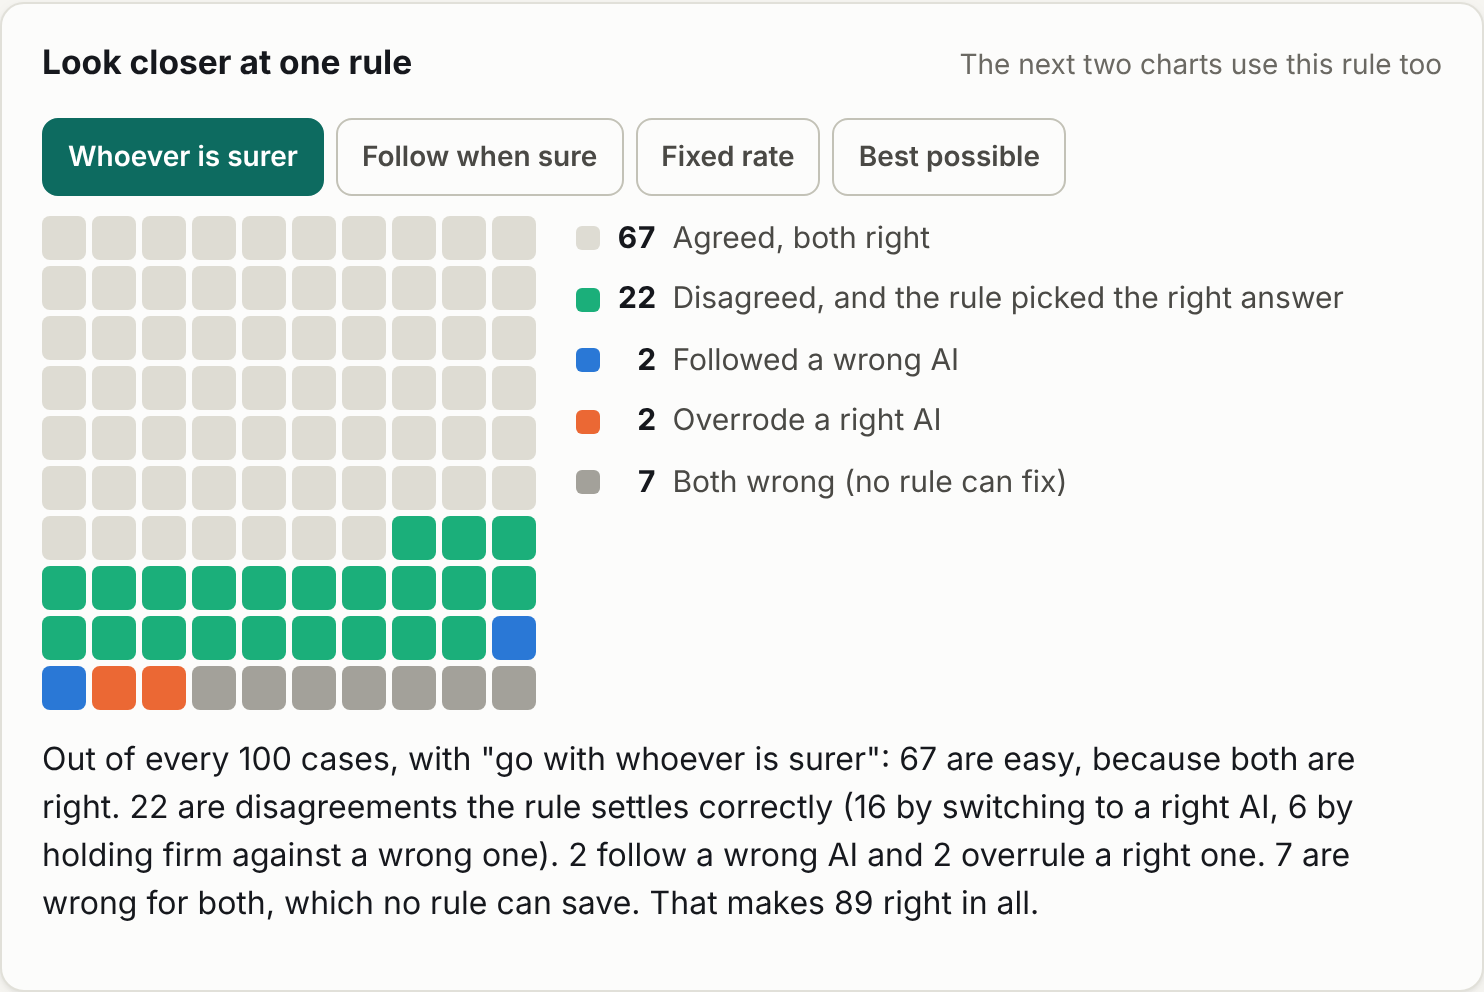 Look closer at one rule
The next two charts use this rule too
Whoever is surer
Follow when sure
Fixed rate
Best possible
67 Agreed, both right
22 Disagreed, and the rule picked the right answer
2 Followed a wrong AI
2 Overrode a right AI
7 Both wrong (no rule can fix)
Out of every 100 cases, with "go with whoever is surer": 67 are easy, because both are
right. 22 are disagreements the rule settles correctly (16 by switching to a right AI, 6 by
holding firm against a wrong one). 2 follow a wrong AI and 2 overrule a right one. 7 are
wrong for both, which no rule can save. That makes 89 right in all.